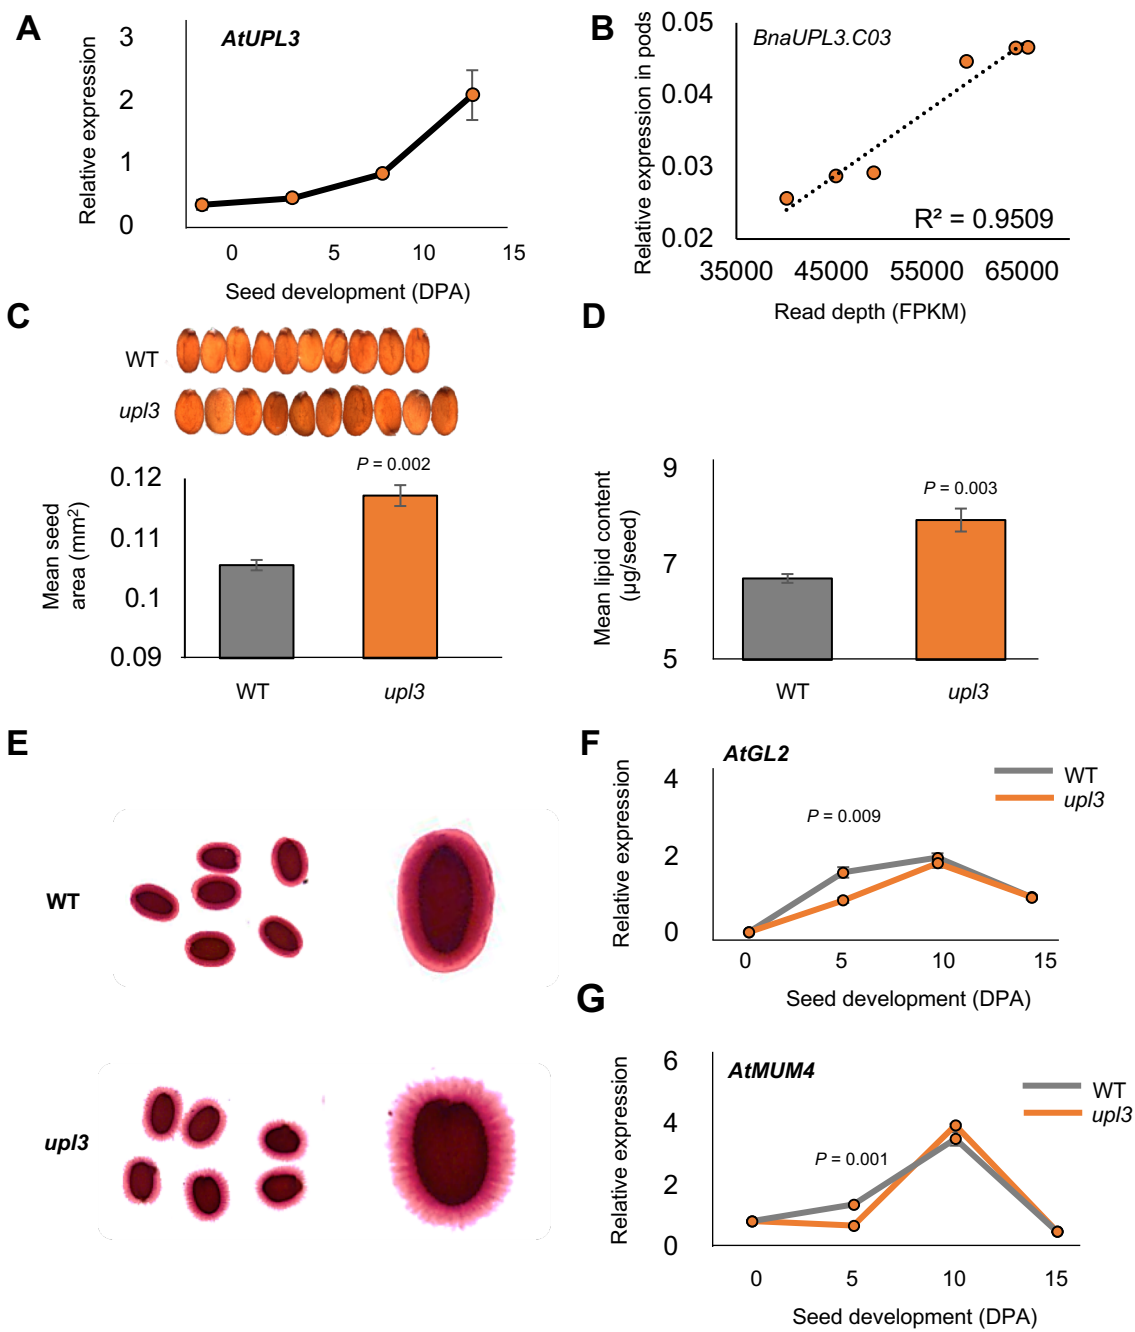 A
AtUPL3
Relative expression
3
2
1
0
0 5 10 15
Seed development (DPA)
B
BnaUPL3.C03
Relative expression in pods
0.05
0.04
0.03
0.02
R² = 0.9509
35000 45000 55000 65000
Read depth (FPKM)
C
WT
upl3
P = 0.002
Mean seed
area (mm²)
0.12
0.11
0.1
0.09
WT upl3
D
Mean lipid content
(µg/seed)
9
7
5
P = 0.003
WT upl3
E
WT
upl3
F
AtGL2
WT
upl3
P = 0.009
Relative expression
4
2
0
0 5 10 15
Seed development (DPA)
G
AtMUM4
WT
upl3
P = 0.001
Relative expression
6
4
2
0
0 5 10 15
Seed development (DPA)